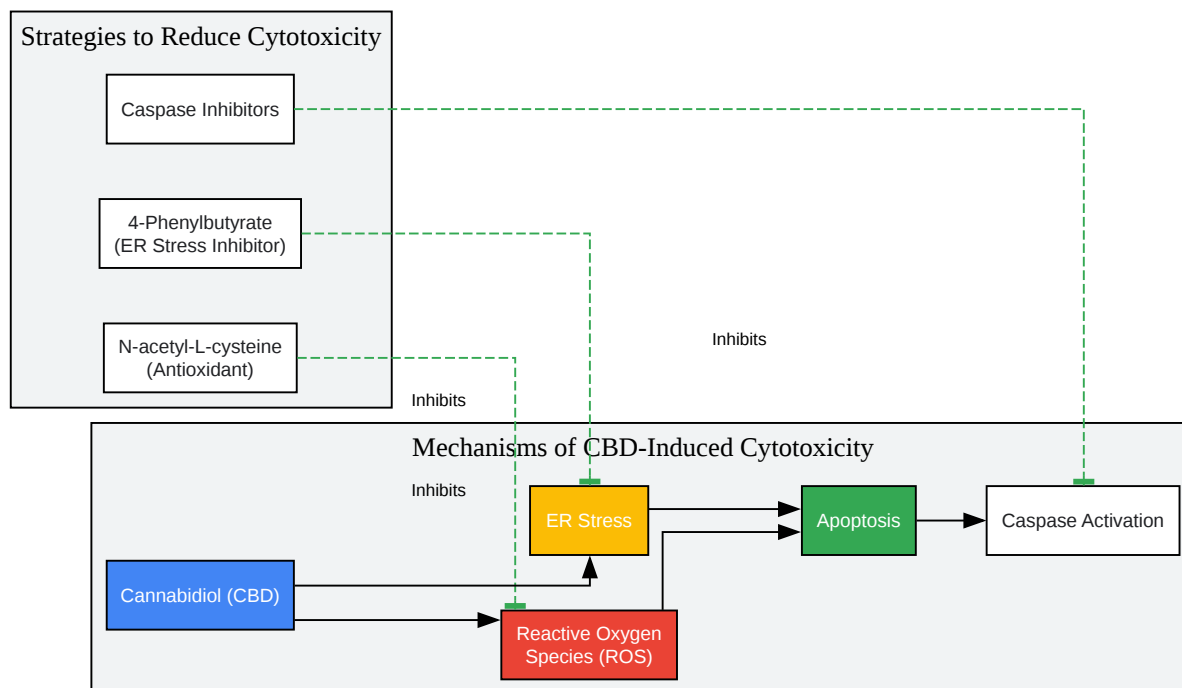 Strategies to Reduce Cytotoxicity
Caspase Inhibitors
4-Phenylbutyrate
(ER Stress Inhibitor)
N-acetyl-L-cysteine
(Antioxidant)
Inhibits
Inhibits
Mechanisms of CBD-Induced Cytotoxicity
Inhibits
ER Stress
Apoptosis
Caspase Activation
Cannabidiol (CBD)
Reactive Oxygen
Species (ROS)